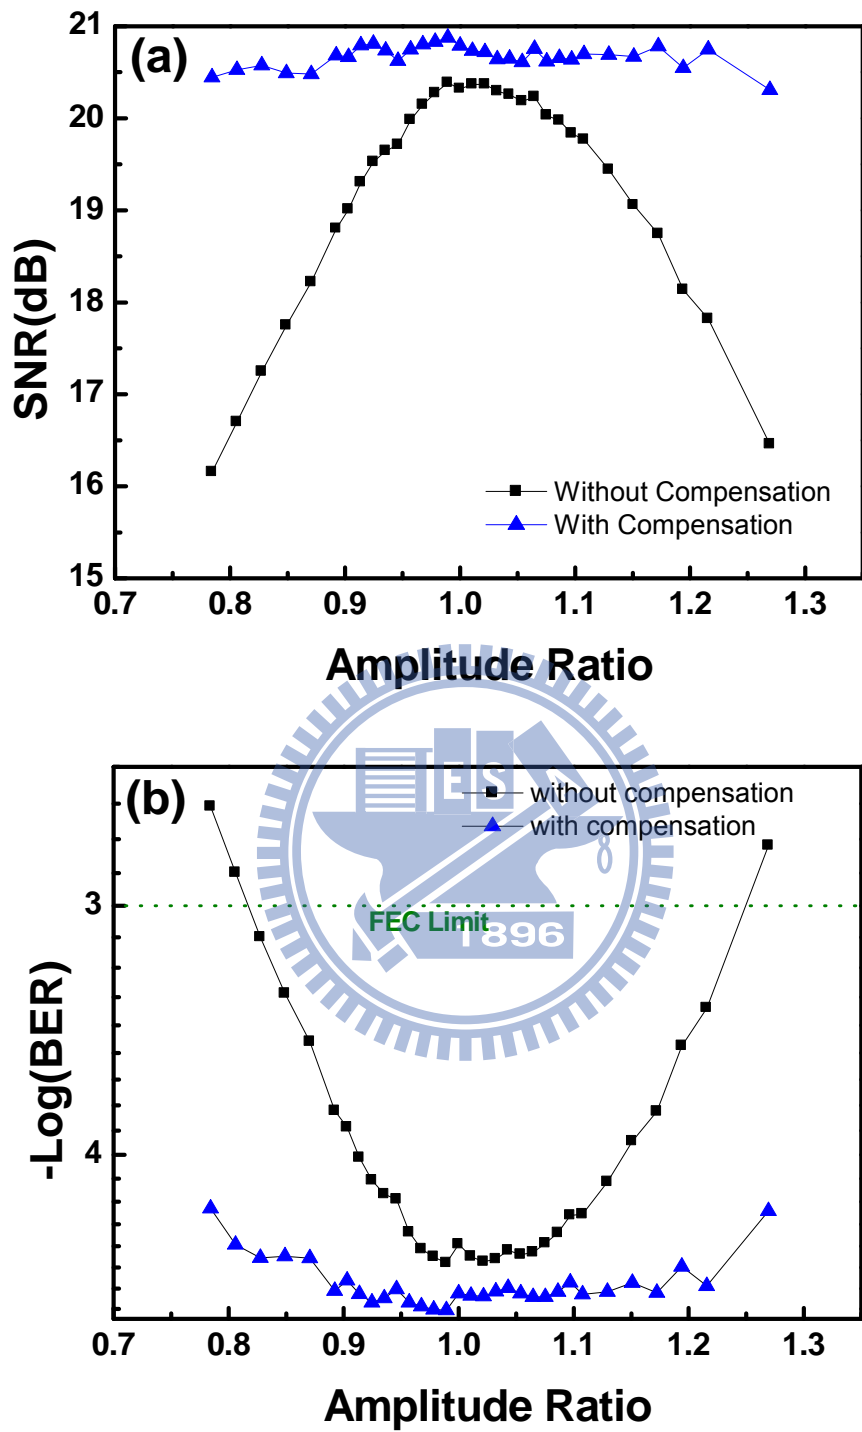 (a)
21
20
19
18
17
16
15
SNR(dB)
Without Compensation
With Compensation
0.7 0.8 0.9 1.0 1.1 1.2 1.3
Amplitude Ratio
(b)
without compensation
with compensation
ES
3
FEC Limit
1896
4
-Log(BER)
0.7 0.8 0.9 1.0 1.1 1.2 1.3
Amplitude Ratio